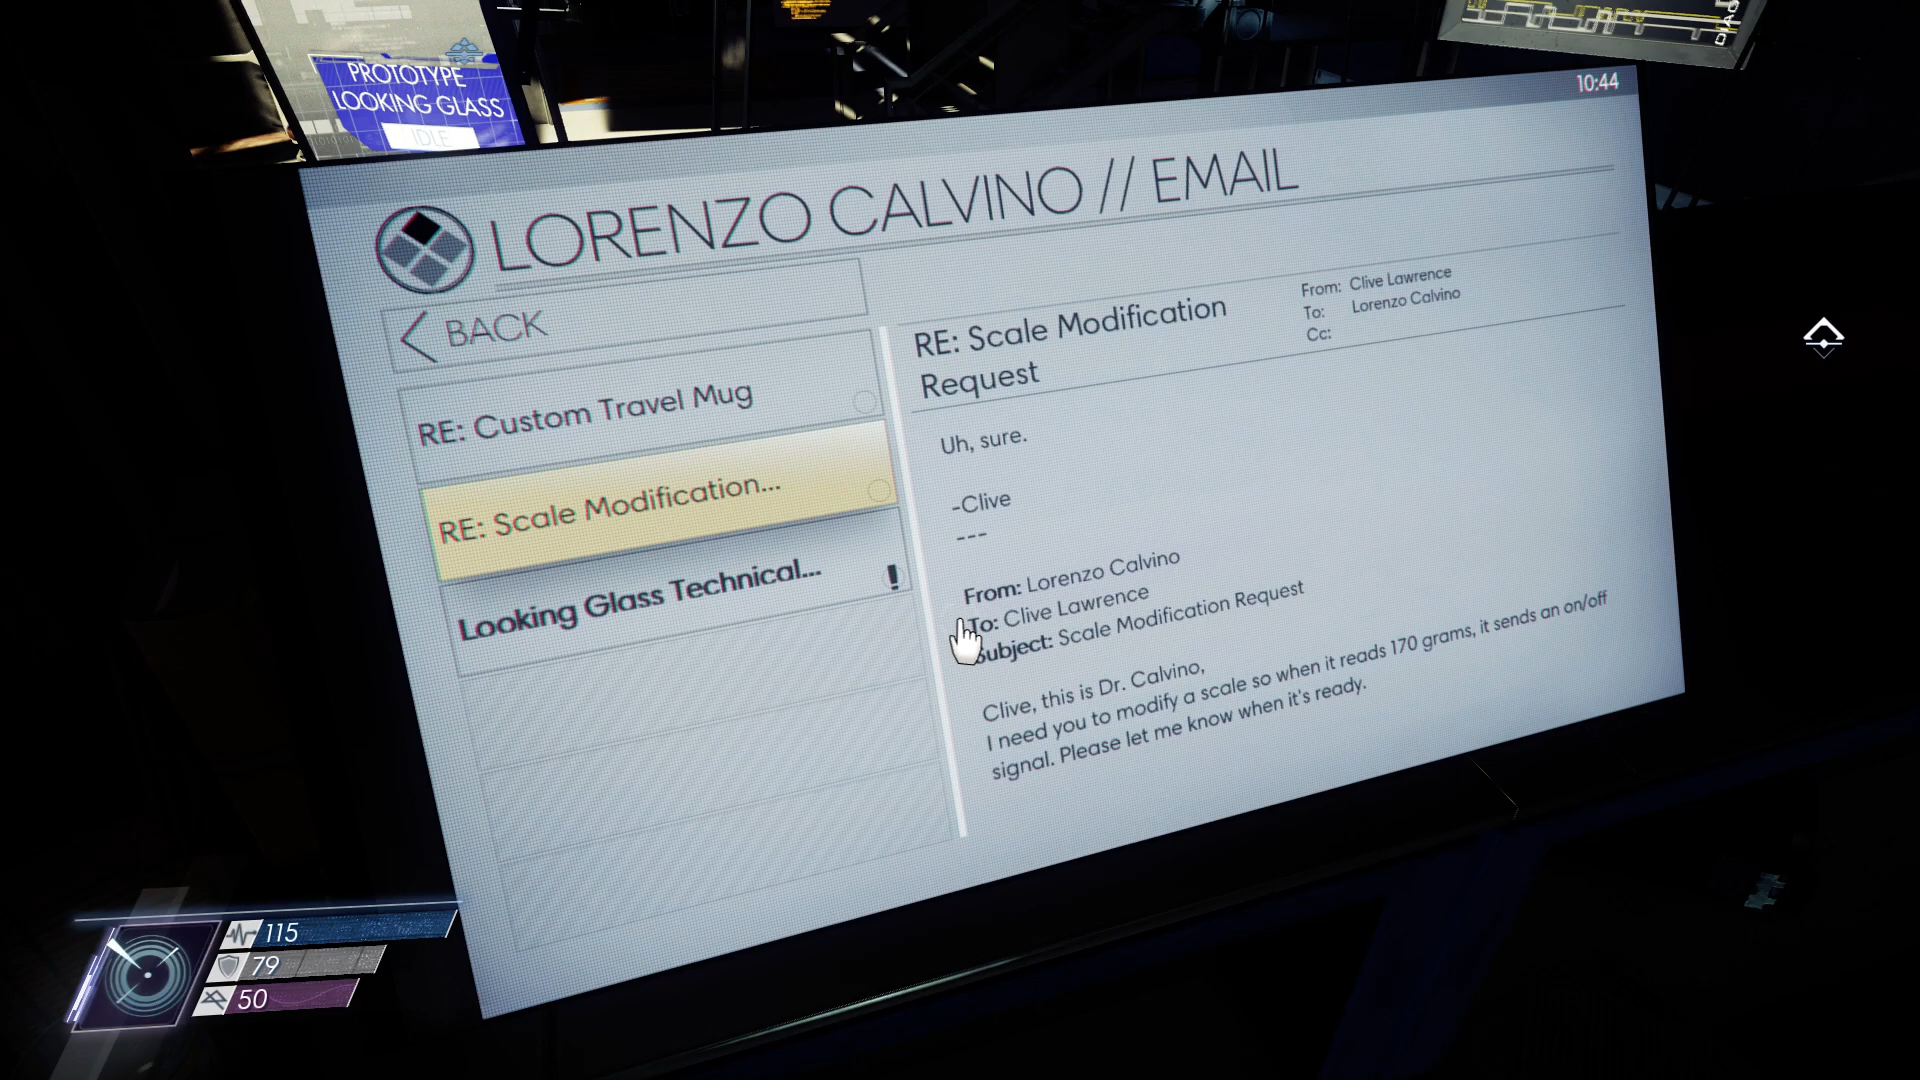 PROTOTYPE
LOOKING GLASS
IDLE
10:44
LORENZO CALVINO // EMAIL
BACK
RE: Custom Travel Mug
RE: Scale Modification...
Looking Glass Technical...
!
RE: Scale Modification
Request
From: Clive Lawrence
To: Lorenzo Calvino
Cc:
Uh, sure.
-Clive
---
From: Lorenzo Calvino
To: Clive Lawrence
Subject: Scale Modification Request
Clive, this is Dr. Calvino,
I need you to modify a scale so when it reads 170 grams, it sends an on/off
signal. Please let me know when it's ready.
115
79
50